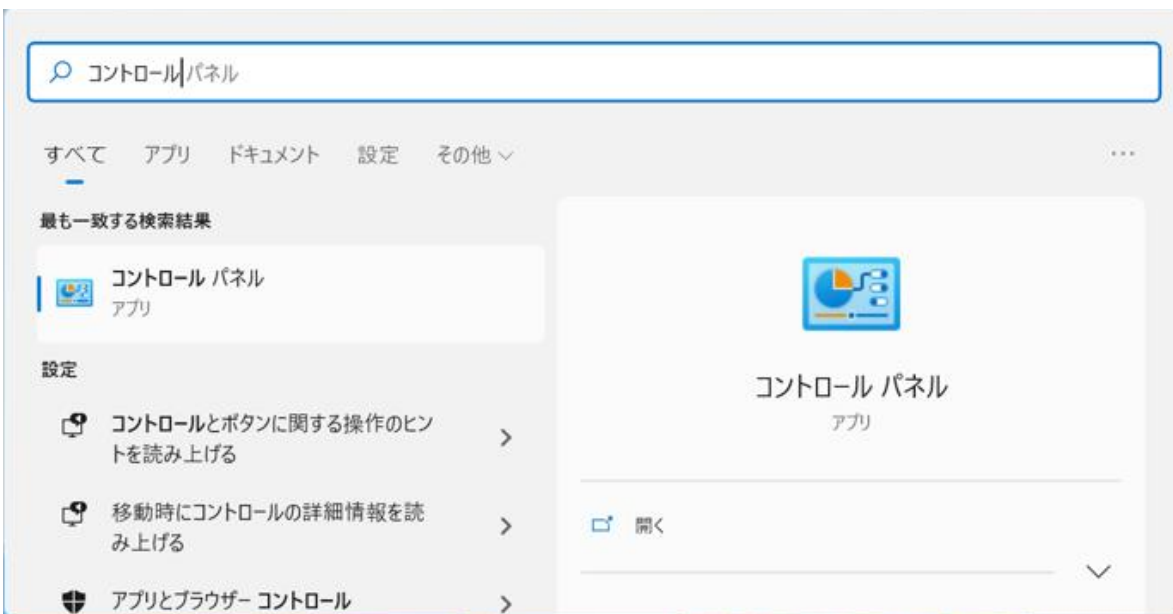 コントロールパネル
すべて アプリ ドキュメント 設定 その他
最も一致する検索結果
コントロール パネル
アプリ
設定
コントロールとボタンに関する操作のヒン
トを読み上げる
移動時にコントロールの詳細情報を読
み上げる
アプリとブラウザー コントロール
コントロール パネル
アプリ
開く